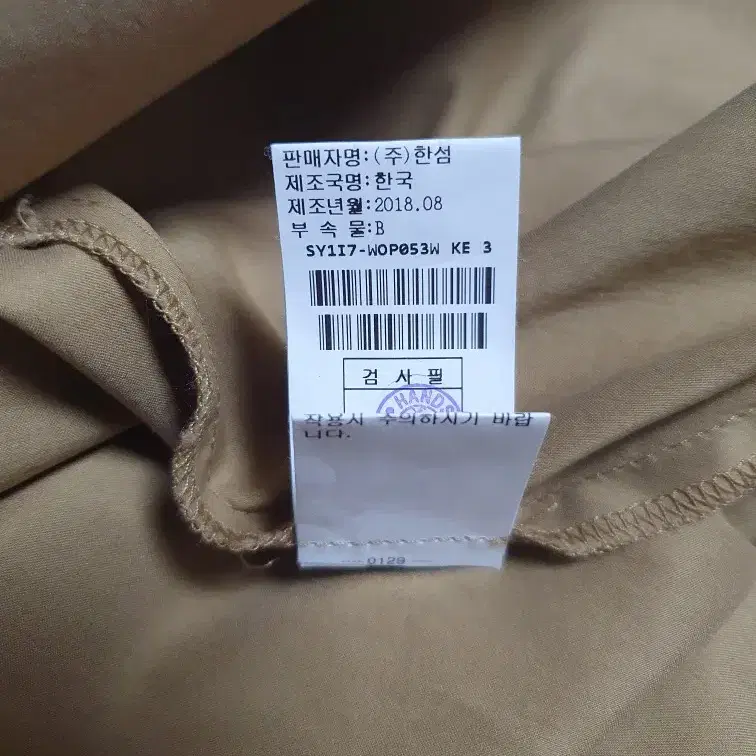 판매자명:(주)한섬
제조국명:한국
제조년월:2018.08
부 속 물:B
SY1I7-WOP053W KE 3
검 사 필
HAND
착용시 주의하시기 바랍
니다.
0129